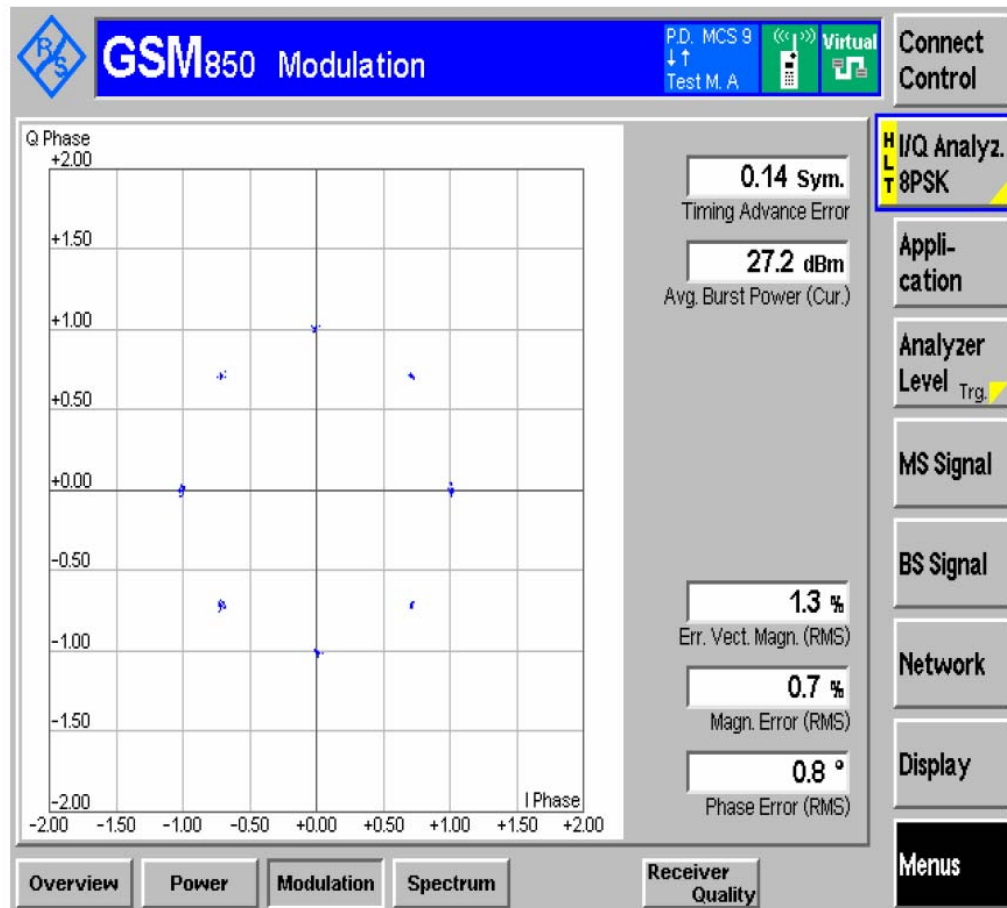 R/S
GSM850 Modulation
P.D. MCS 9
↓↑
Test M. A
Virtual
Connect
Control
Q Phase
+2.00
+1.50
+1.00
+0.50
+0.00
-0.50
-1.00
-1.50
-2.00
I Phase
-2.00 -1.50 -1.00 -0.50 +0.00 +0.50 +1.00 +1.50 +2.00
0.14 Sym.
Timing Advance Error
27.2 dBm
Avg. Burst Power (Cur.)
1.3 %
Err. Vect. Magn. (RMS)
0.7 %
Magn. Error (RMS)
0.8 °
Phase Error (RMS)
HLT
I/Q Analyz.
8PSK
Appli-
cation
Analyzer
Level Trg.
MS Signal
BS Signal
Network
Display
Menus
Overview
Power
Modulation
Spectrum
Receiver
Quality